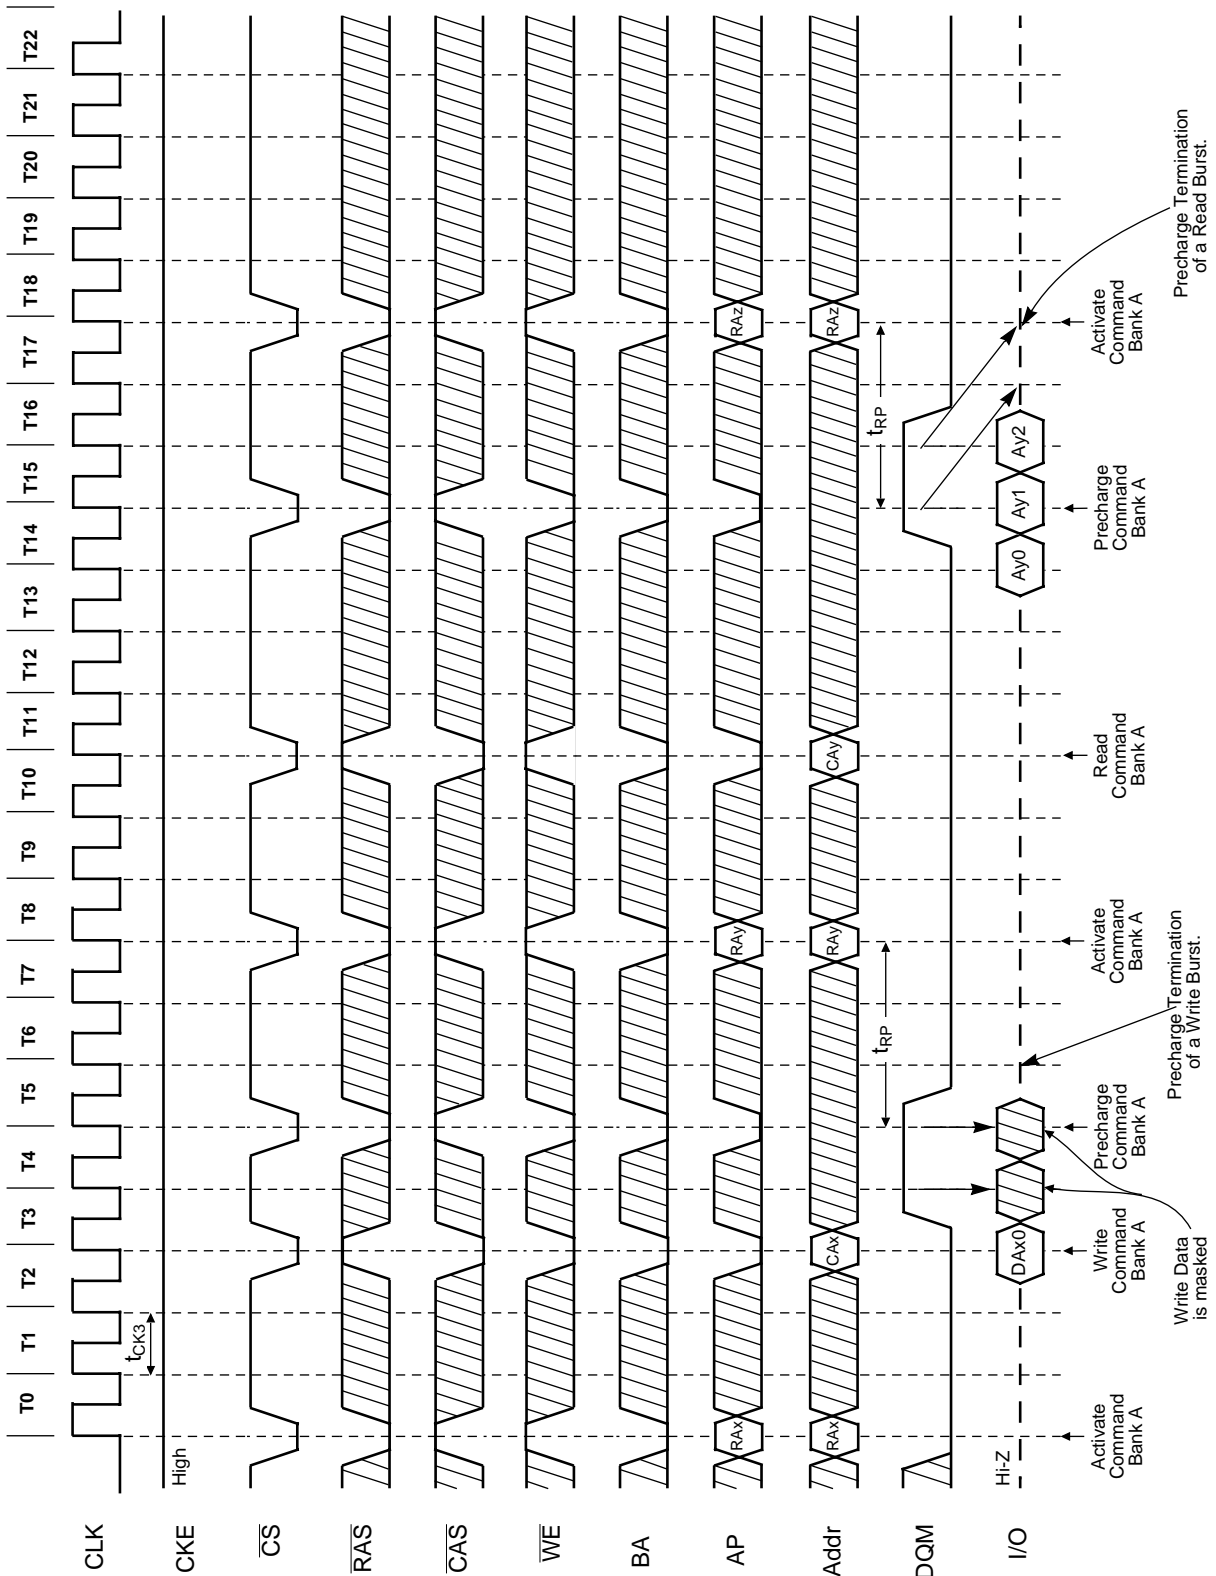 T0 T1 T2 T3 T4 T5 T6 T7 T8 T9 T10 T11 T12 T13 T14 T15 T16 T17 T18 T19 T20 T21 T22
CLK
tCK3
CKE
High
CS
RAS
CAS
WE
BA
AP
RAx
RAy
RAz
Addr
RAx
CAx
RAy
CAy
RAz
tRP
tRP
DQM
I/O
Hi-Z
DAx0
Ay0
Ay1
Ay2
Activate
Command
Bank A
Write
Command
Bank A
Precharge
Command
Bank A
Activate
Command
Bank A
Read
Command
Bank A
Precharge
Command
Bank A
Activate
Command
Bank A
Write Data
is masked
Precharge Termination
of a Write Burst.
Precharge Termination
of a Read Burst.